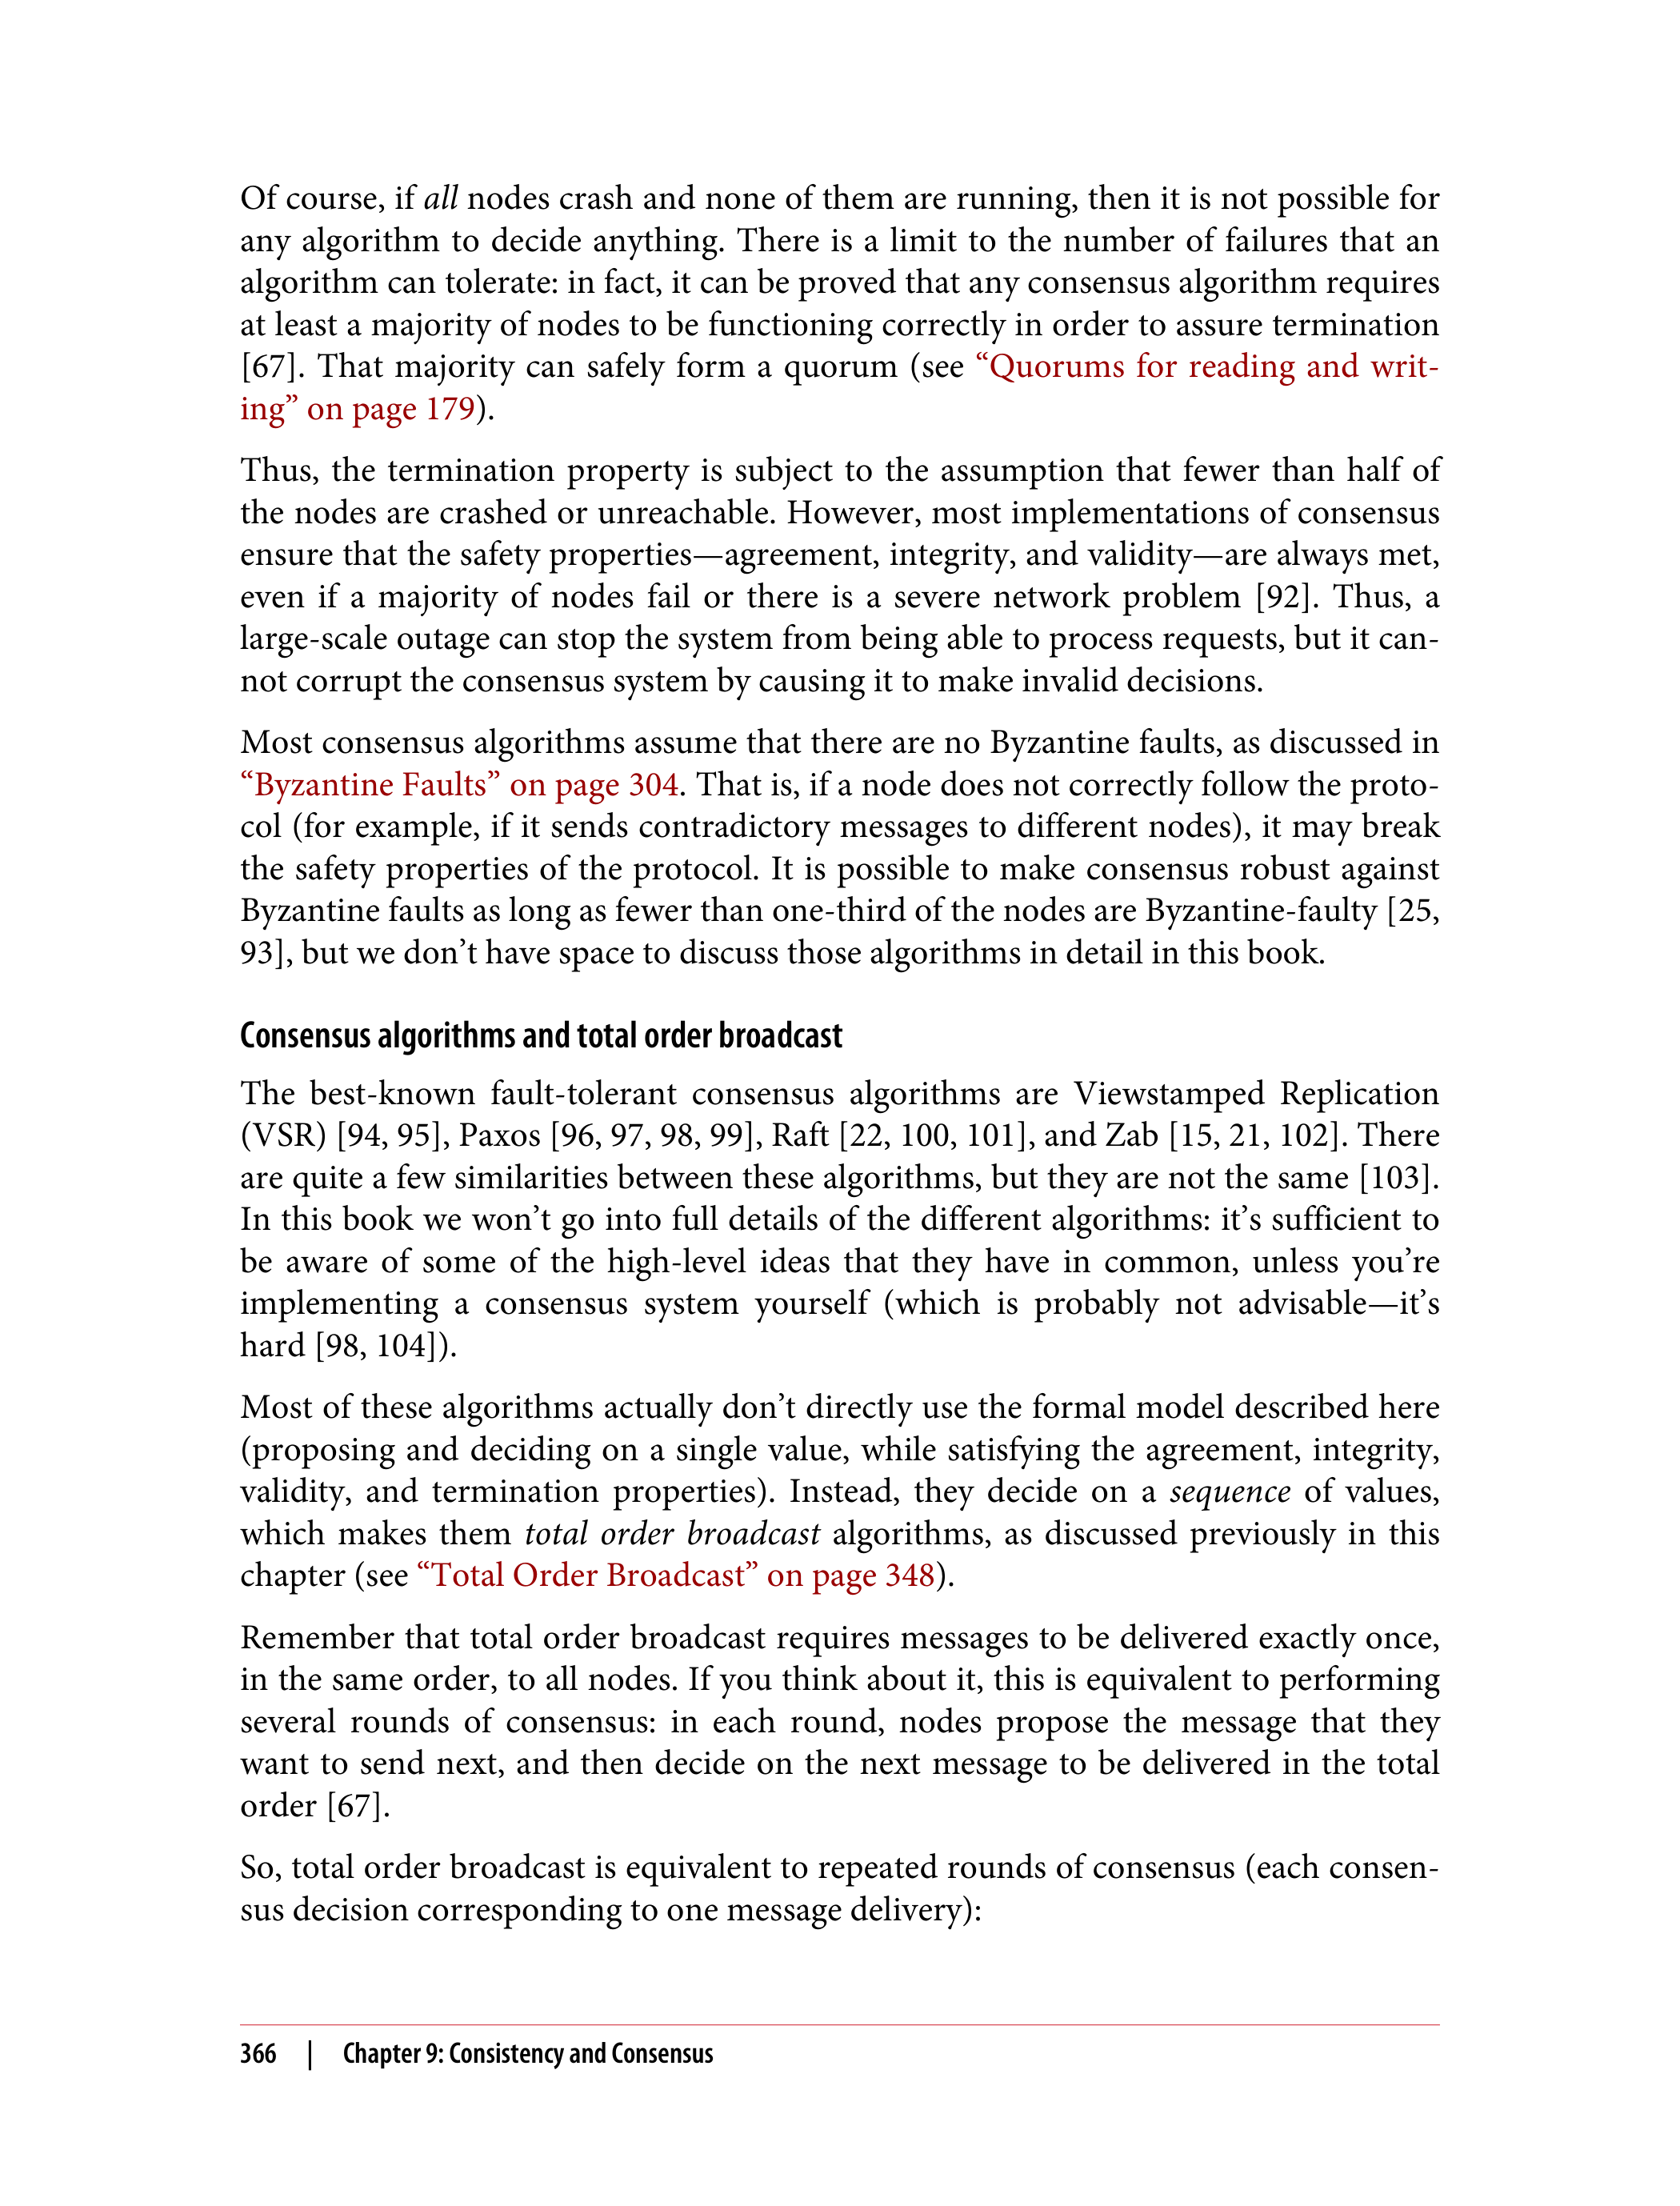 Of course, if all nodes crash and none of them are running, then it is not possible for
any algorithm to decide anything. There is a limit to the number of failures that an
algorithm can tolerate: in fact, it can be proved that any consensus algorithm requires
at least a majority of nodes to be functioning correctly in order to assure termination
[67]. That majority can safely form a quorum (see “Quorums for reading and writ-
ing” on page 179).
Thus, the termination property is subject to the assumption that fewer than half of
the nodes are crashed or unreachable. However, most implementations of consensus
ensure that the safety properties—agreement, integrity, and validity—are always met,
even if a majority of nodes fail or there is a severe network problem [92]. Thus, a
large-scale outage can stop the system from being able to process requests, but it can-
not corrupt the consensus system by causing it to make invalid decisions.
Most consensus algorithms assume that there are no Byzantine faults, as discussed in
“Byzantine Faults” on page 304. That is, if a node does not correctly follow the proto-
col (for example, if it sends contradictory messages to different nodes), it may break
the safety properties of the protocol. It is possible to make consensus robust against
Byzantine faults as long as fewer than one-third of the nodes are Byzantine-faulty [25,
93], but we don’t have space to discuss those algorithms in detail in this book.
Consensus algorithms and total order broadcast
The best-known fault-tolerant consensus algorithms are Viewstamped Replication
(VSR) [94, 95], Paxos [96, 97, 98, 99], Raft [22, 100, 101], and Zab [15, 21, 102]. There
are quite a few similarities between these algorithms, but they are not the same [103].
In this book we won’t go into full details of the different algorithms: it’s sufficient to
be aware of some of the high-level ideas that they have in common, unless you’re
implementing a consensus system yourself (which is probably not advisable—it’s
hard [98, 104]).
Most of these algorithms actually don’t directly use the formal model described here
(proposing and deciding on a single value, while satisfying the agreement, integrity,
validity, and termination properties). Instead, they decide on a sequence of values,
which makes them total order broadcast algorithms, as discussed previously in this
chapter (see “Total Order Broadcast” on page 348).
Remember that total order broadcast requires messages to be delivered exactly once,
in the same order, to all nodes. If you think about it, this is equivalent to performing
several rounds of consensus: in each round, nodes propose the message that they
want to send next, and then decide on the next message to be delivered in the total
order [67].
So, total order broadcast is equivalent to repeated rounds of consensus (each consen-
sus decision corresponding to one message delivery):
366 | Chapter 9: Consistency and Consensus